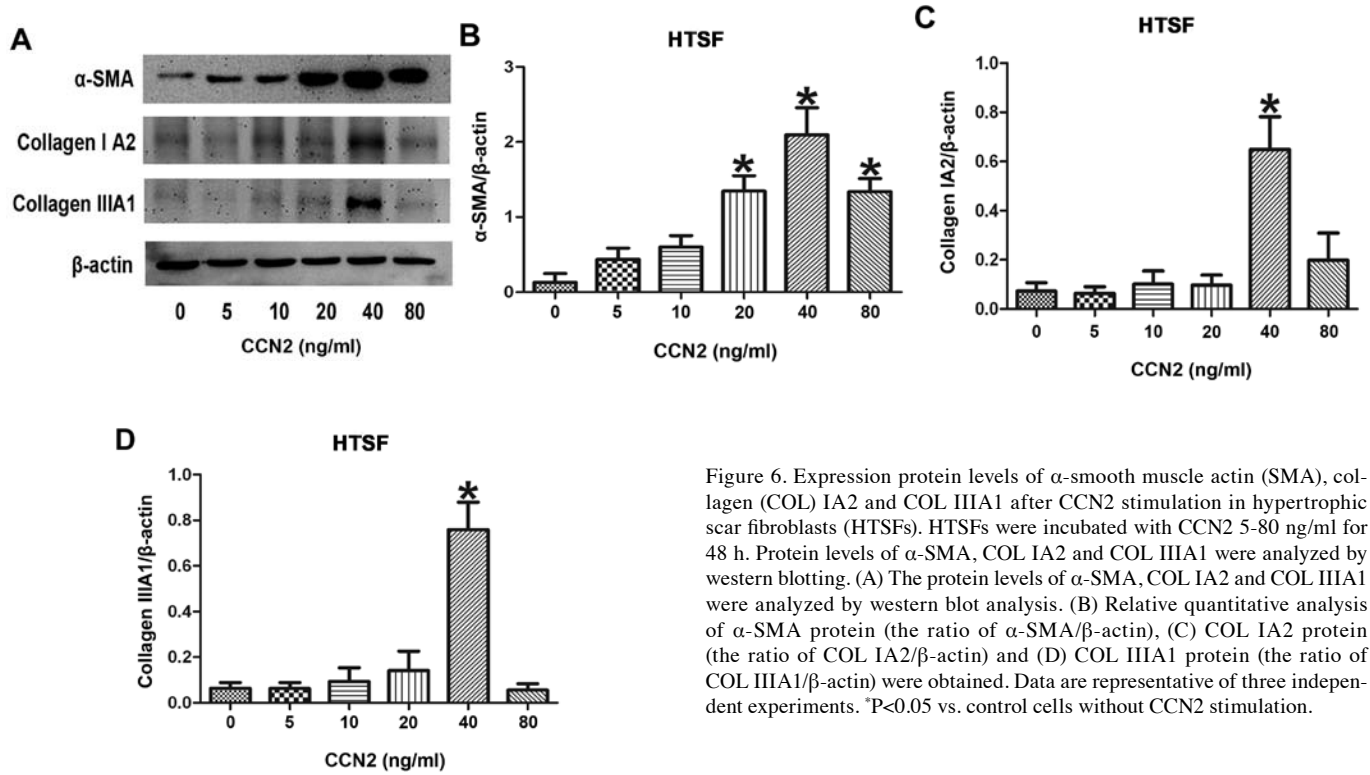 A
α-SMA
Collagen I A2
Collagen IIIA1
β-actin
0 5 10 20 40 80
CCN2 (ng/ml)
B
HTSF
α-SMA/β-actin
3
2
1
0
* * *
0 5 10 20 40 80
CCN2 (ng/ml)
C
HTSF
Collagen IA2/β-actin
1.0
0.8
0.6
0.4
0.2
0.0
*
0 5 10 20 40 80
CCN2 (ng/ml)
D
HTSF
Collagen IIIA1/β-actin
1.0
0.8
0.6
0.4
0.2
0.0
*
0 5 10 20 40 80
CCN2 (ng/ml)
Figure 6. Expression protein levels of α-smooth muscle actin (SMA), col-
lagen (COL) IA2 and COL IIIA1 after CCN2 stimulation in hypertrophic
scar fibroblasts (HTSFs). HTSFs were incubated with CCN2 5-80 ng/ml for
48 h. Protein levels of α-SMA, COL IA2 and COL IIIA1 were analyzed by
western blotting. (A) The protein levels of α-SMA, COL IA2 and COL IIIA1
were analyzed by western blot analysis. (B) Relative quantitative analysis
of α-SMA protein (the ratio of α-SMA/β-actin), (C) COL IA2 protein
(the ratio of COL IA2/β-actin) and (D) COL IIIA1 protein (the ratio of
COL IIIA1/β-actin) were obtained. Data are representative of three indepen-
dent experiments. *P<0.05 vs. control cells without CCN2 stimulation.